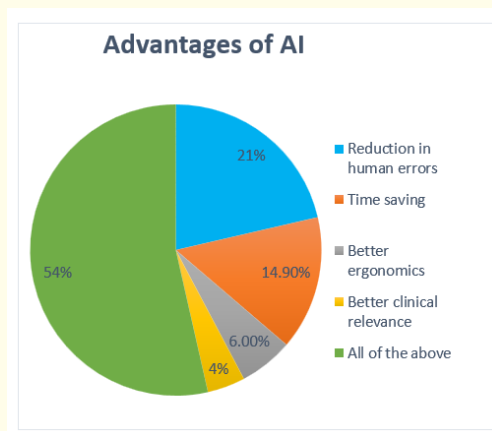 Advantages of AI
21%
14.90%
6.00%
4%
54%
Reduction in
human errors
Time saving
Better
ergonomics
Better clinical
relevance
All of the above